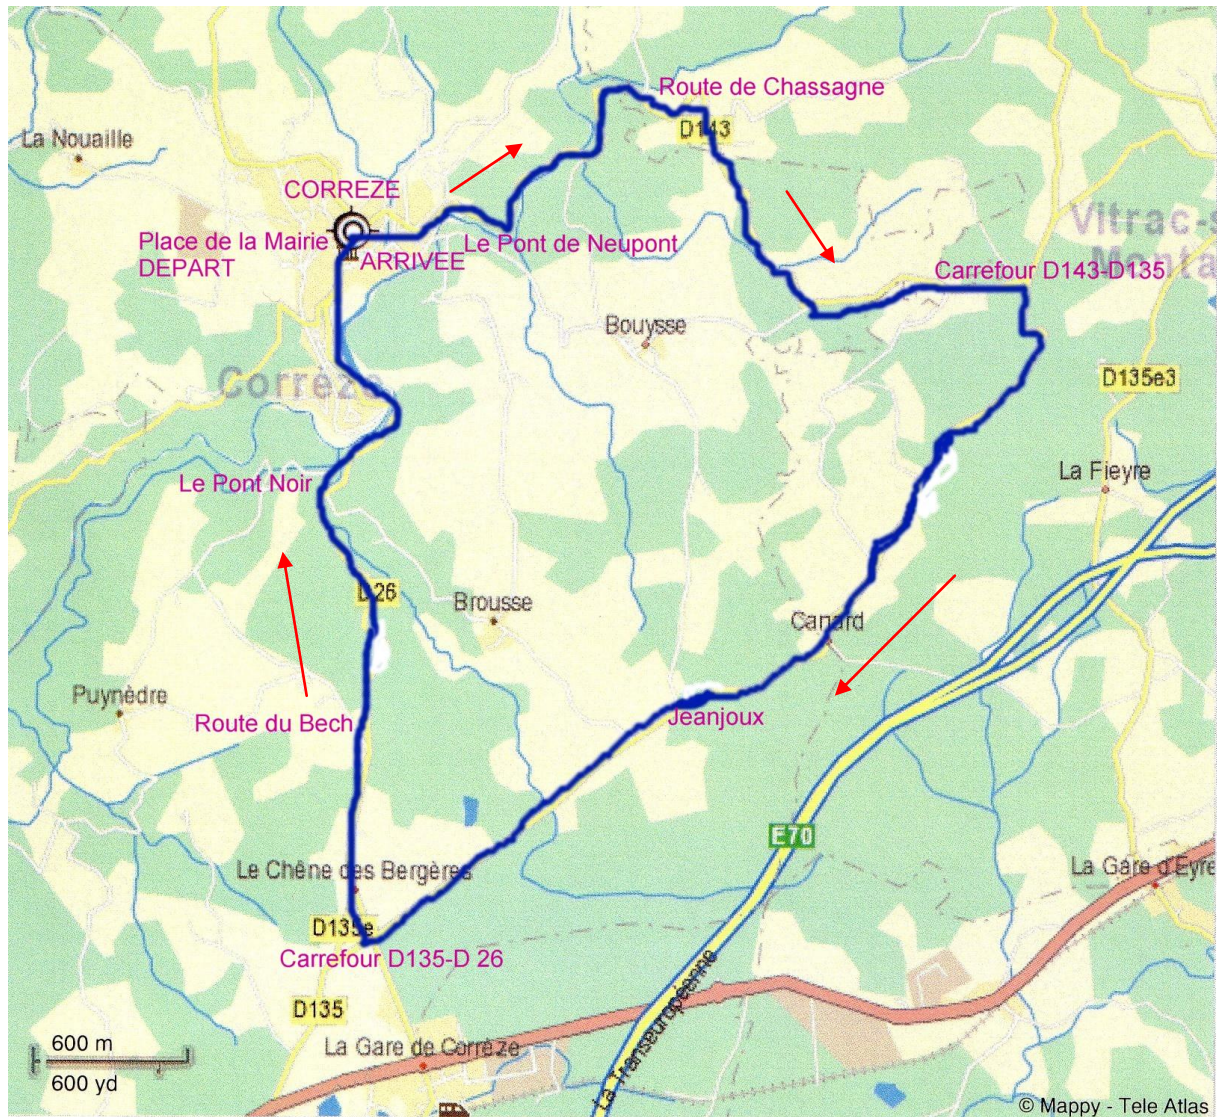 Route de Chassagne
D143
La Nouaille
CORREZE
Place de la Mairie
DEPART
ARRIVEE
Le Pont de Neupont
Vitrac-s
Monta
Carrefour D143-D135
Bouysse
Corrèze
D135e3
La Fieyre
Le Pont Noir
D 26
Brousse
Canard
Puynèdre
Route du Bech
Jeanjoux
E70
Le Chêne des Bergères
La Gare d'Eyre
D135e
Carrefour D135-D 26
La Transeuropéenne
D135
La Gare de Corrèze
600 m
600 yd
© Mappy - Tele Atlas